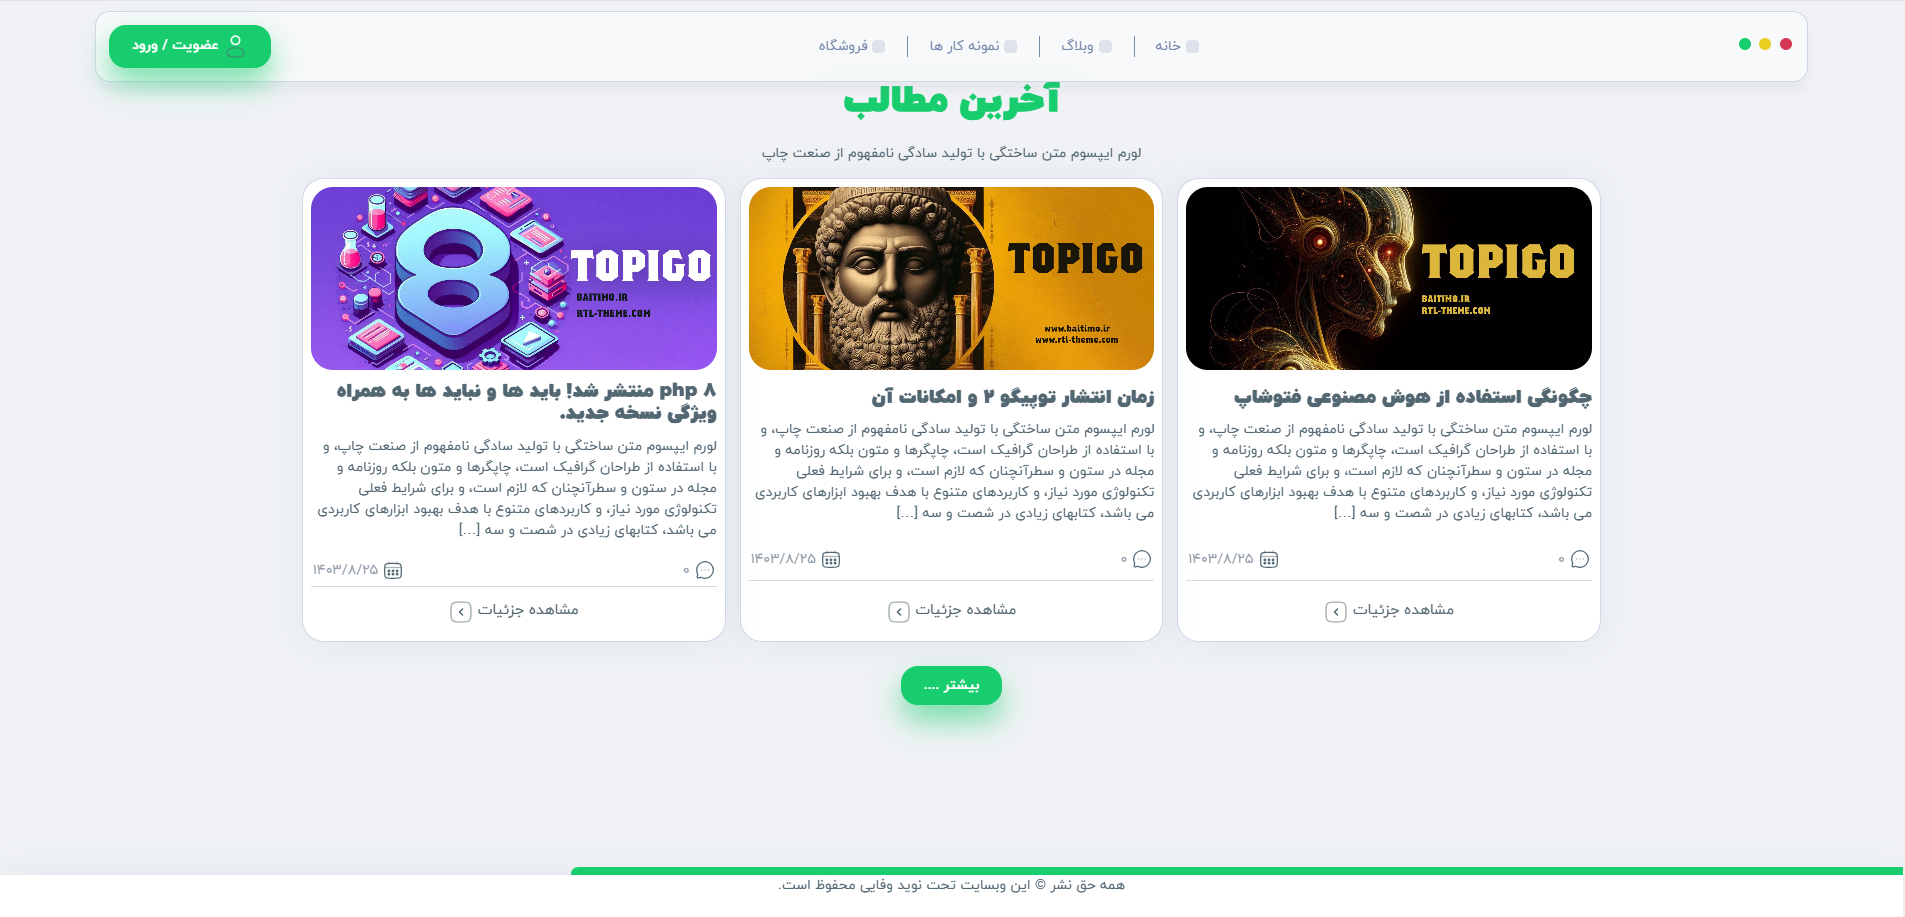 خانه
وبلاگ
نمونه کار ها
فروشگاه
عضویت / ورود
آخرین مطالب
لورم ایپسوم متن ساختگی با تولید سادگی نامفهوم از صنعت چاپ
TOPIGO
BAITIMO.IR
RTL-THEME.COM
چگونگی استفاده از هوش مصنوعی فتوشاپ
لورم ایپسوم متن ساختگی با تولید سادگی نامفهوم از صنعت چاپ، و
با استفاده از طراحان گرافیک است، چاپگرها و متون بلکه روزنامه و
مجله در ستون و سطرآنچنان که لازم است، و برای شرایط فعلی
تکنولوژی مورد نیاز، و کاربردهای متنوع با هدف بهبود ابزارهای کاربردی
می باشد، کتابهای زیادی در شصت و سه […]
۰
۱۴۰۳/۸/۲۵
مشاهده جزئیات
TOPIGO
www.baitimo.ir
www.rtl-theme.com
زمان انتشار توپیگو ۲ و امکانات آن
لورم ایپسوم متن ساختگی با تولید سادگی نامفهوم از صنعت چاپ، و
با استفاده از طراحان گرافیک است، چاپگرها و متون بلکه روزنامه و
مجله در ستون و سطرآنچنان که لازم است، و برای شرایط فعلی
تکنولوژی مورد نیاز، و کاربردهای متنوع با هدف بهبود ابزارهای کاربردی
می باشد، کتابهای زیادی در شصت و سه […]
۰
۱۴۰۳/۸/۲۵
مشاهده جزئیات
8
TOPIGO
BAITIMO.IR
RTL-THEME.COM
php ۸ منتشر شد! باید ها و نباید ها به همراه
ویژگی نسخه جدید.
لورم ایپسوم متن ساختگی با تولید سادگی نامفهوم از صنعت چاپ، و
با استفاده از طراحان گرافیک است، چاپگرها و متون بلکه روزنامه و
مجله در ستون و سطرآنچنان که لازم است، و برای شرایط فعلی
تکنولوژی مورد نیاز، و کاربردهای متنوع با هدف بهبود ابزارهای کاربردی
می باشد، کتابهای زیادی در شصت و سه […]
۰
۱۴۰۳/۸/۲۵
مشاهده جزئیات
بیشتر ....
همه حق نشر © این وبسایت تحت نوید وفایی محفوظ است.